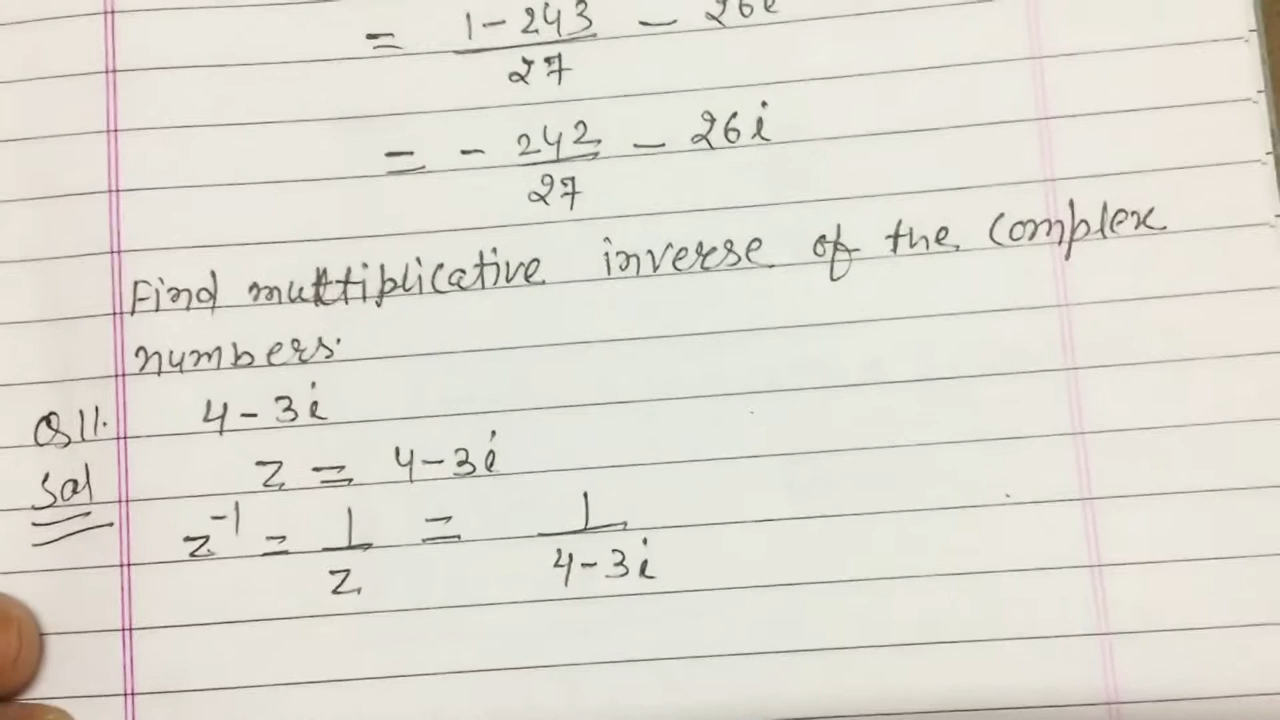 = 1-243/27 - 26i
= - 242/27 - 26i
Find multiplicative inverse of the complex
numbers.
Q11. 4-3i
Sol z = 4-3i
z⁻¹ = 1/z = 1/4-3i